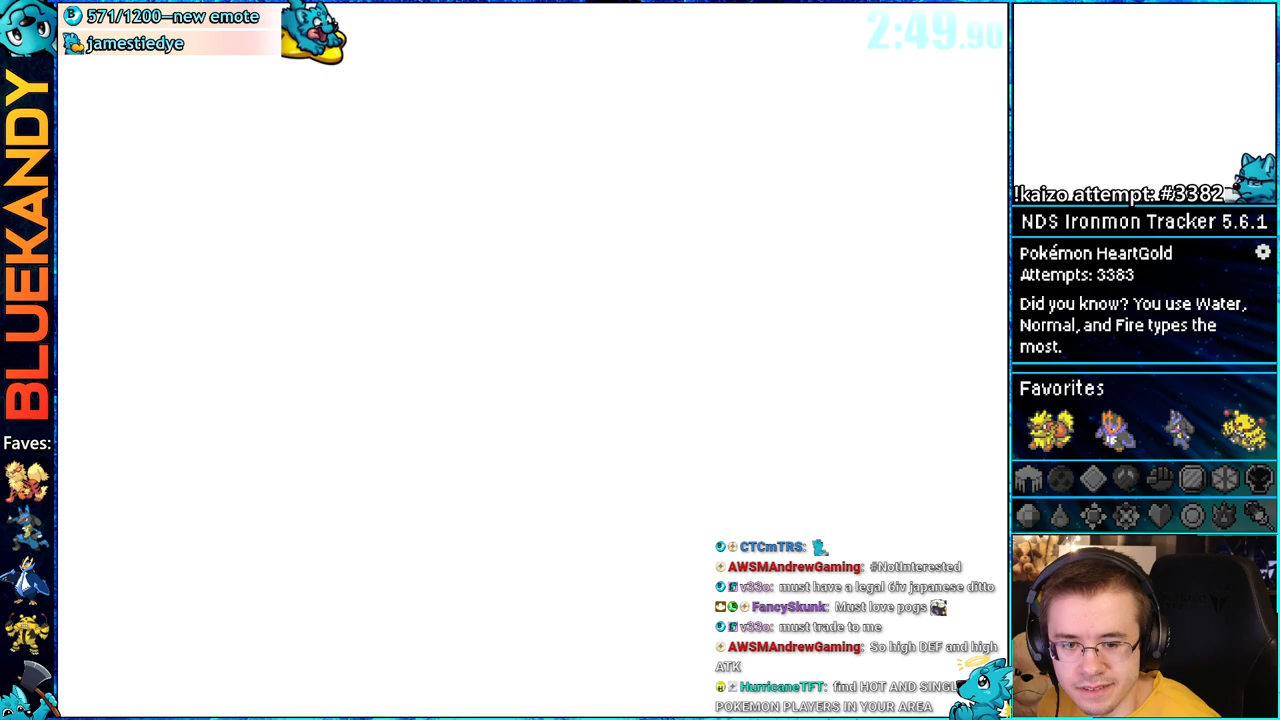 571/1200—new emote
jamestiedye
2:49.90
BLUEKANDY
Faves:
!kaizo attempt: #3382
NDS Ironmon Tracker 5.6.1
Pokémon HeartGold
Attempts: 3383
Did you know? You use Water,
Normal, and Fire types the
most.
Favorites
CTCmTRS:
AWSMAndrewGaming: #NotInterested
v33o: must have a legal 6iv japanese ditto
FancySkunk: Must love pogs
v33o: must trade to me
AWSMAndrewGaming: So high DEF and high
ATK
HurricaneTFT: find HOT AND SINGL
POKEMON PLAYERS IN YOUR AREA